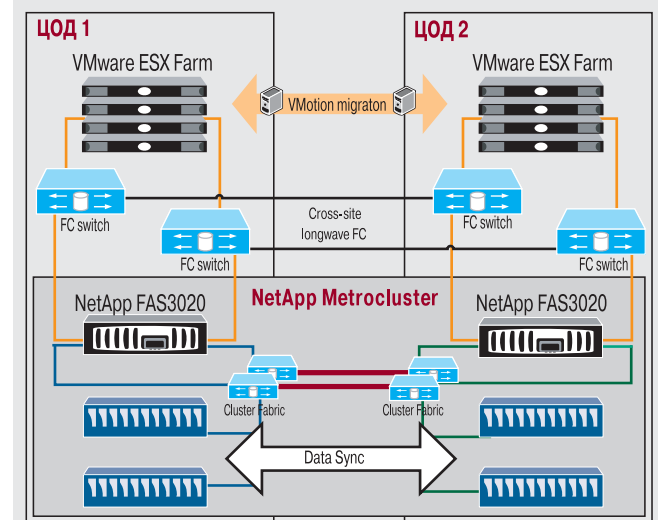 ЦОД 1
ЦОД 2
VMware ESX Farm
VMware ESX Farm
VMotion migraton
FC switch
Cross-site
longwave FC
FC switch
FC switch
FC switch
NetApp Metrocluster
NetApp FAS3020
NetApp FAS3020
Cluster Fabric
Cluster Fabric
Data Sync